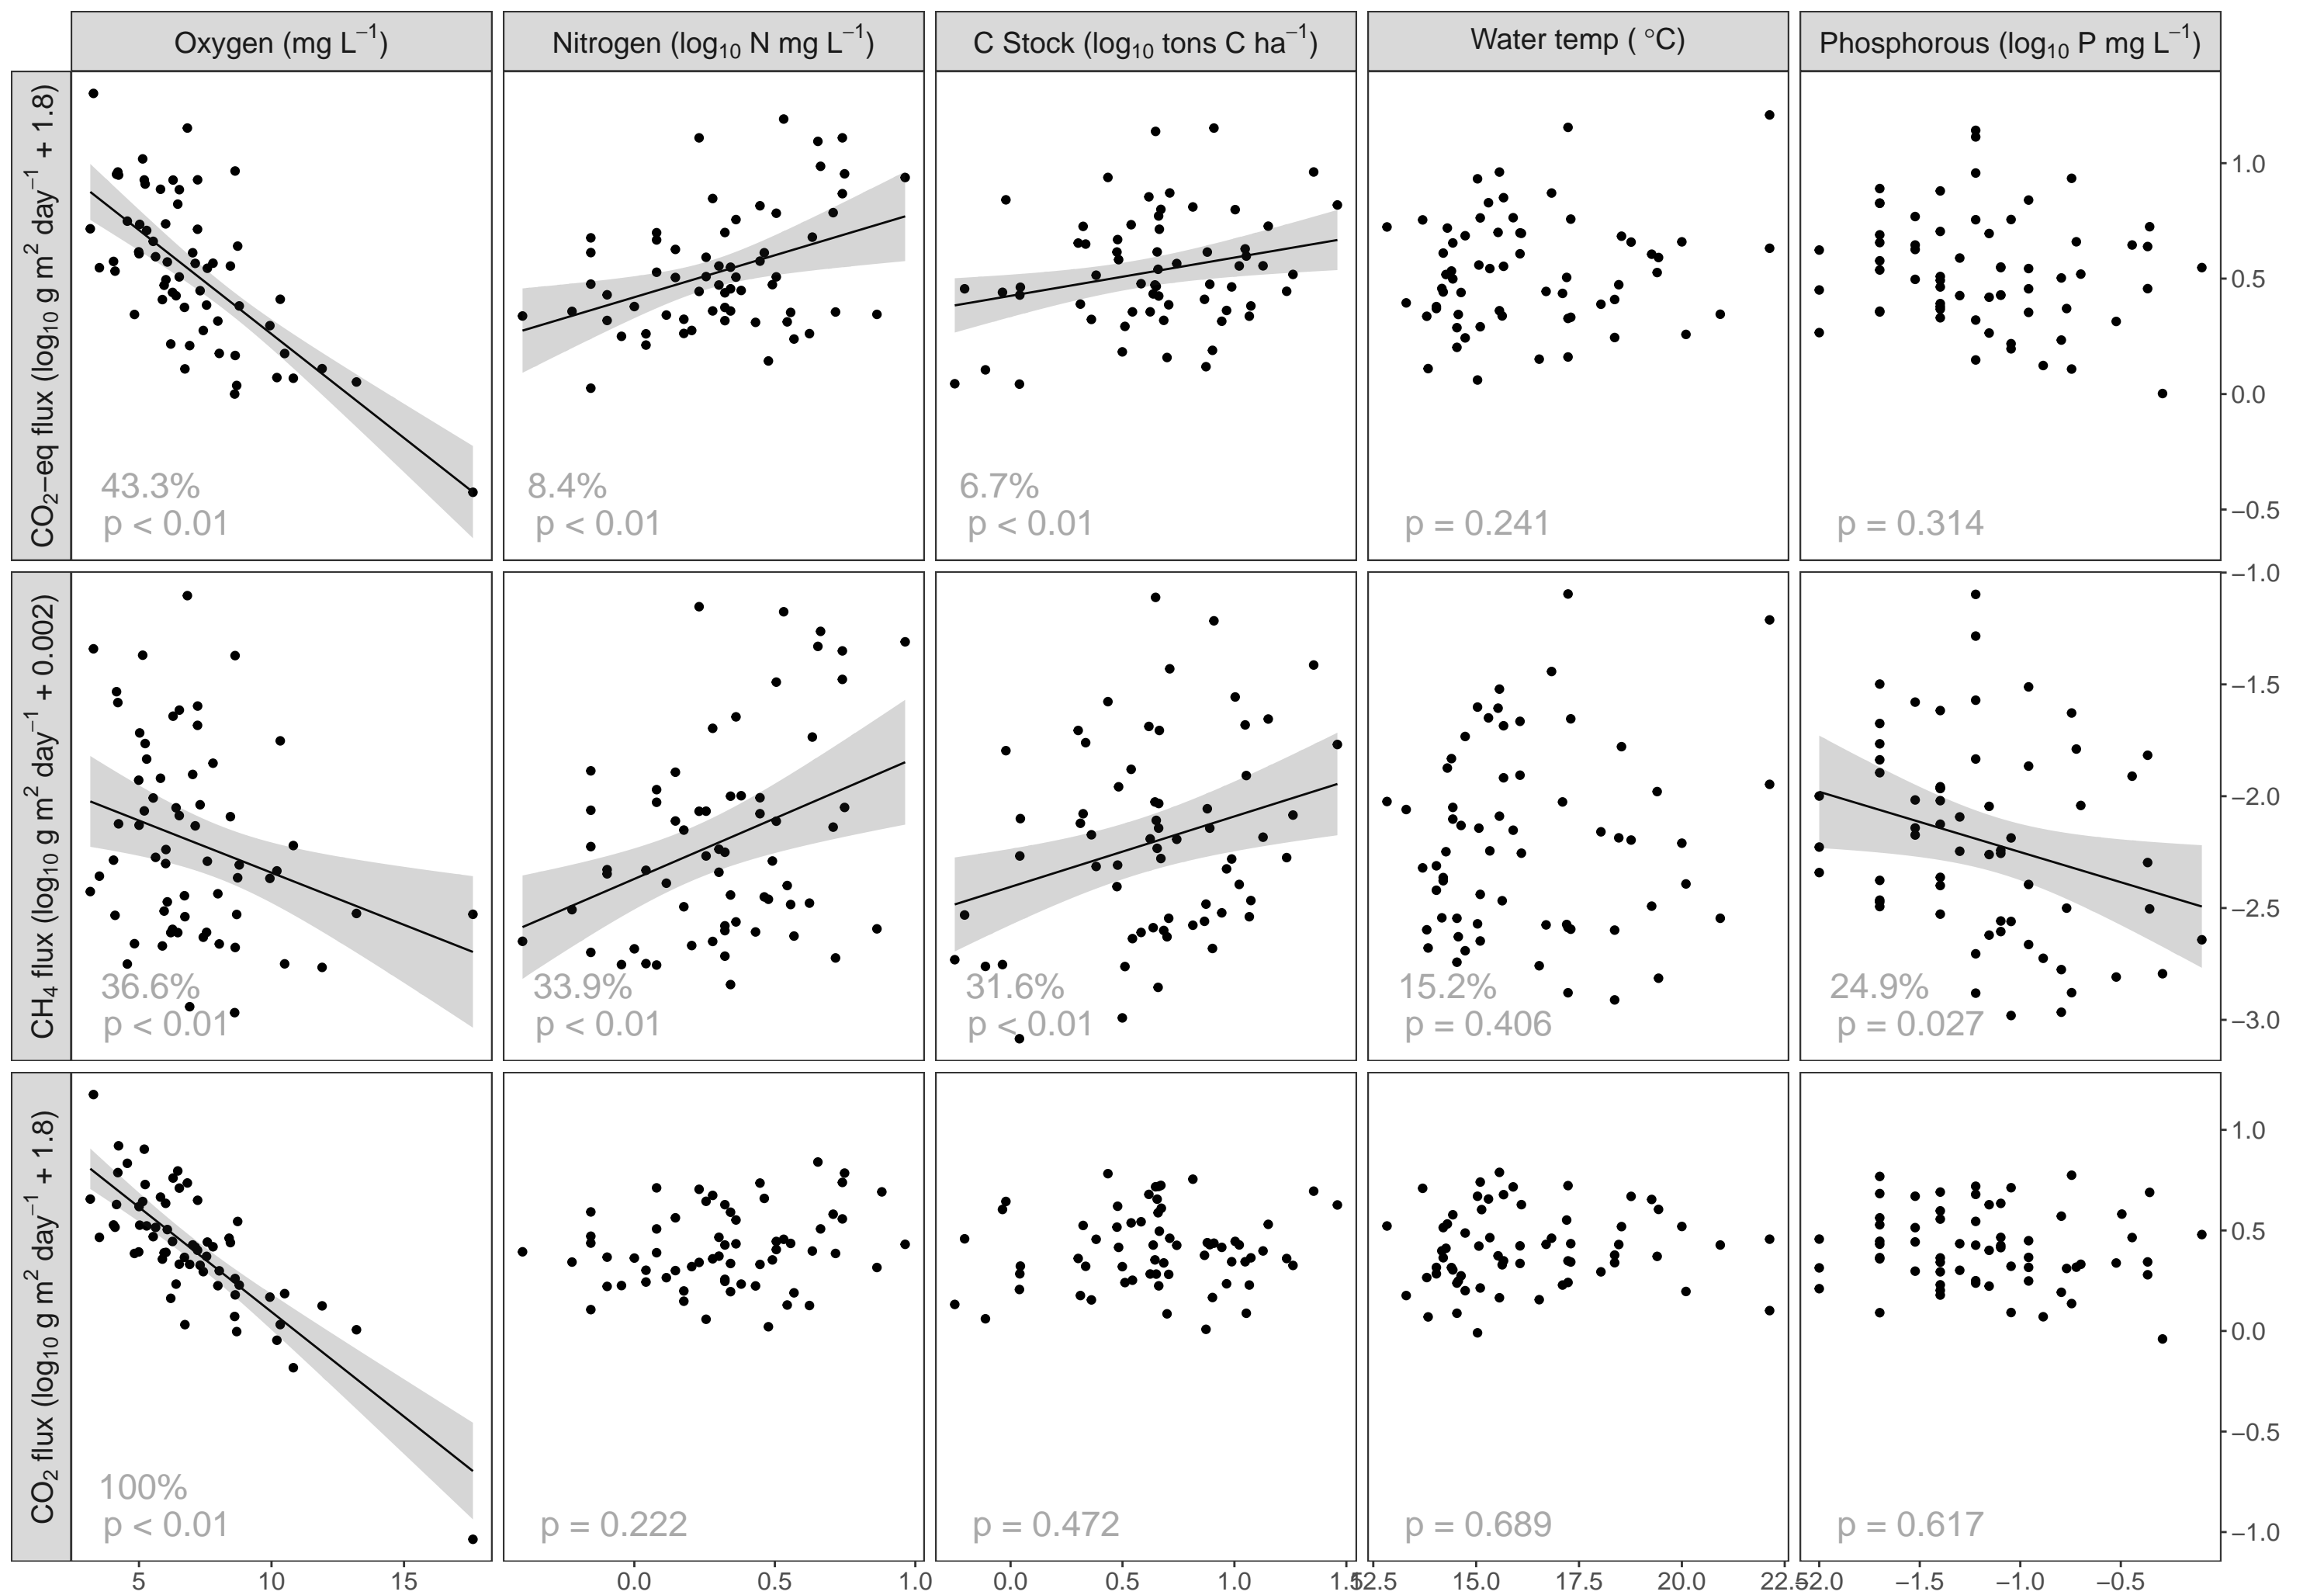 Oxygen (mg L⁻¹)
Nitrogen (log₁₀ N mg L⁻¹)
C Stock (log₁₀ tons C ha⁻¹)
Water temp ( °C)
Phosphorous (log₁₀ P mg L⁻¹)
CO₂−eq flux (log₁₀ g m² day⁻¹ + 1.8)
43.3%
p < 0.01
8.4%
p < 0.01
6.7%
p < 0.01
p = 0.241
p = 0.314
1.0
0.5
0.0
−0.5
CH₄ flux (log₁₀ g m² day⁻¹ + 0.002)
36.6%
p < 0.01
33.9%
p < 0.01
31.6%
p < 0.01
15.2%
p = 0.406
24.9%
p = 0.027
−1.0
−1.5
−2.0
−2.5
−3.0
CO₂ flux (log₁₀ g m² day⁻¹ + 1.8)
100%
p < 0.01
p = 0.222
p = 0.472
p = 0.689
p = 0.617
1.0
0.5
0.0
−0.5
−1.0
5 10 15
0.0 0.5 1.0
0.0 0.5 1.0 1.5
12.5 15.0 17.5 20.0 22.5
−2.0 −1.5 −1.0 −0.5